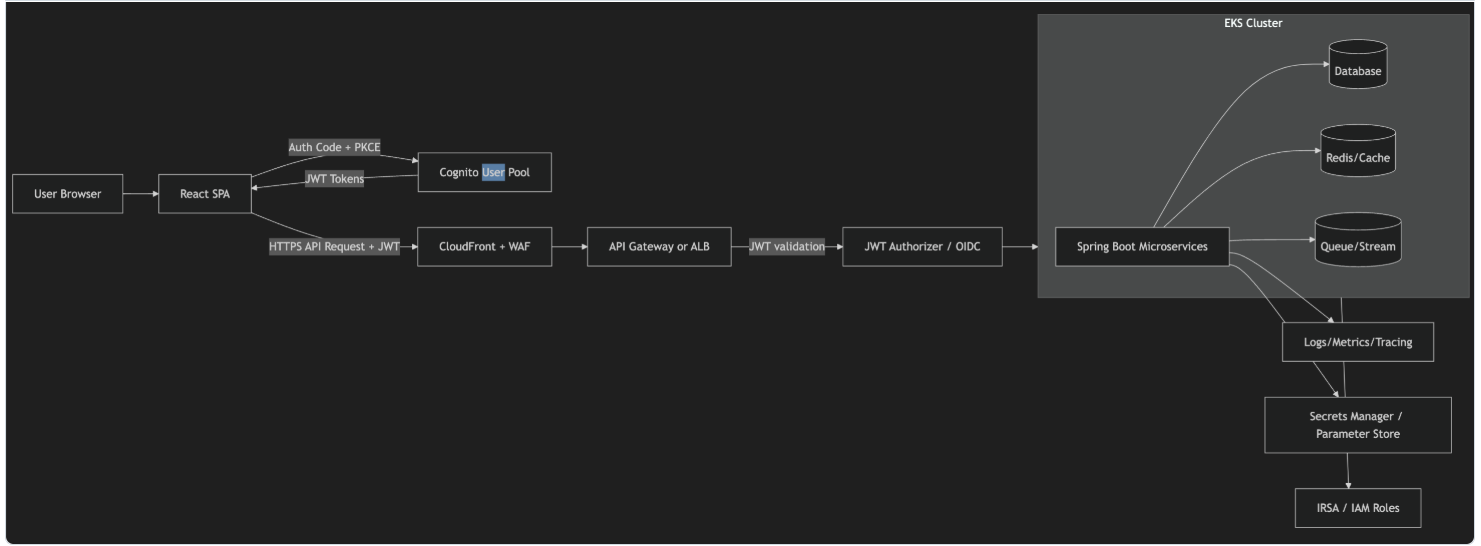 EKS Cluster
Database
Auth Code + PKCE
Redis/Cache
Cognito User Pool
JWT Tokens
User Browser
React SPA
HTTPS API Request + JWT
CloudFront + WAF
API Gateway or ALB
JWT validation
JWT Authorizer / OIDC
Spring Boot Microservices
Queue/Stream
Logs/Metrics/Tracing
Secrets Manager /
Parameter Store
IRSA / IAM Roles